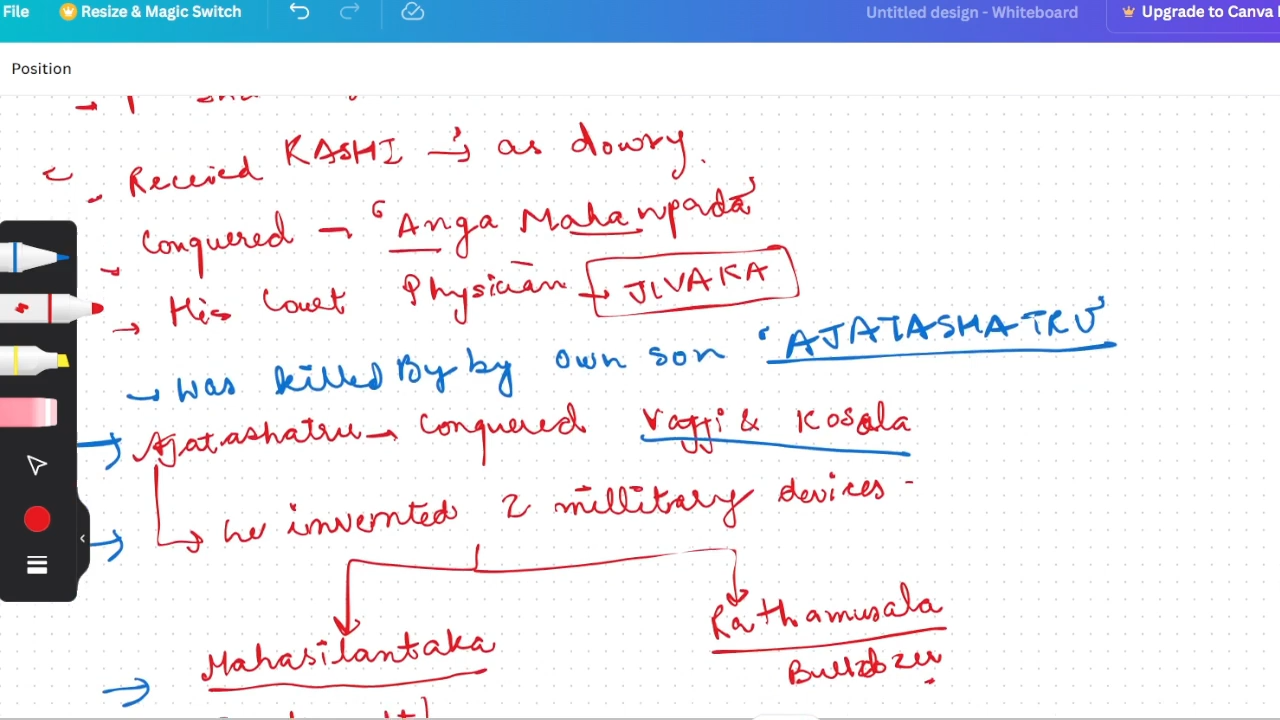 File Resize & Magic Switch Untitled design - Whiteboard Upgrade to Canva
Position
Received KASHI → as dowry.
Conquered → 'Anga Mahanpada'
→ His Court Physician → JIVAKA
→ was killed By by own son 'AJATASHATRU'
→ Ajatashatru → Conquered Vajji & Kosala
→ he invernted 2 millitary devices -
Mahasilantaka Rathamusala
Bulldozer